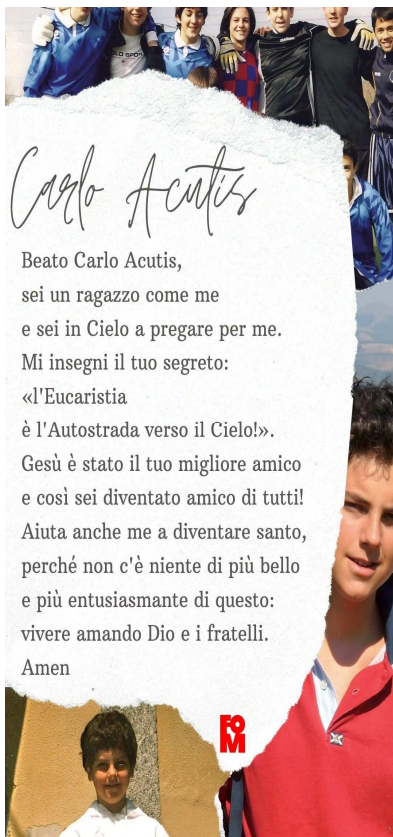 Carlo Acutis
Beato Carlo Acutis,
sei un ragazzo come me
e sei in Cielo a pregare per me.
Mi insegni il tuo segreto:
«l'Eucaristia
è l'Autostrada verso il Cielo!».
Gesù è stato il tuo migliore amico
e così sei diventato amico di tutti!
Aiuta anche me a diventare santo,
perché non c'è niente di più bello
e più entusiasmante di questo:
vivere amando Dio e i fratelli.
Amen
FO
M